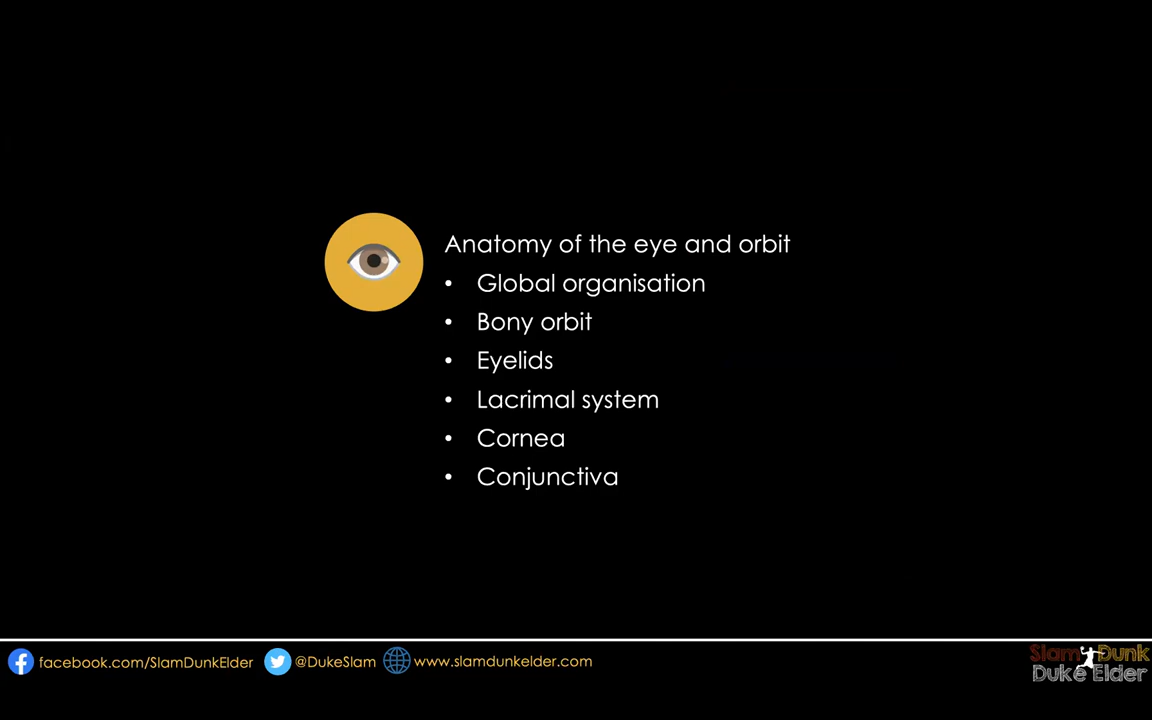 Anatomy of the eye and orbit
• Global organisation
• Bony orbit
• Eyelids
• Lacrimal system
• Cornea
• Conjunctiva
facebook.com/SlamDunkElder @DukeSlam www.slamdunkelder.com
Slam Dunk
Duke Elder